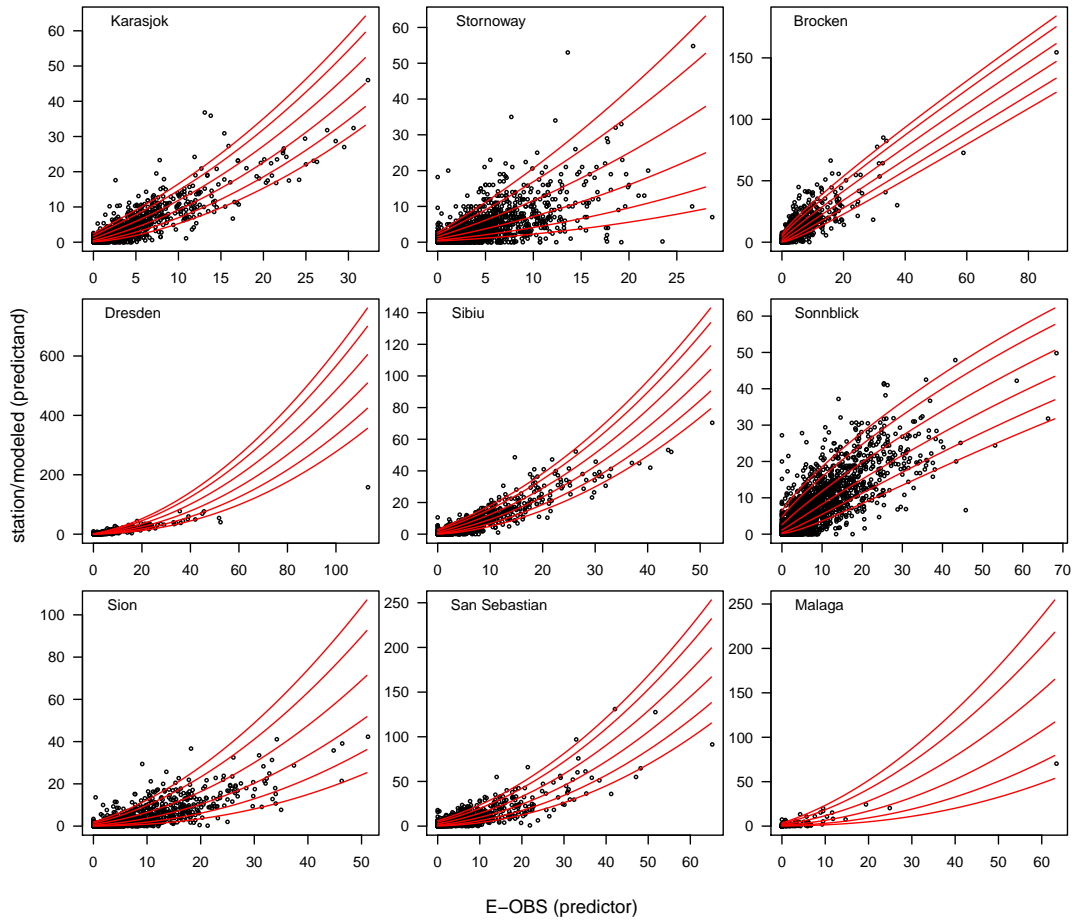 Karasjok
0 10 20 30 40 50 60
0 5 10 15 20 25 30
Stornoway
0 10 20 30 40 50 60
0 5 10 15 20 25
Brocken
0 50 100 150
0 20 40 60 80
Dresden
0 200 400 600
0 20 40 60 80 100
Sibiu
0 20 40 60 80 100 120 140
0 10 20 30 40 50
Sonnblick
0 10 20 30 40 50 60
0 10 20 30 40 50 60 70
Sion
0 20 40 60 80 100
0 10 20 30 40 50
San Sebastian
0 50 100 150 200 250
0 10 20 30 40 50 60
Malaga
0 50 100 150 200 250
0 10 20 30 40 50 60
station/modeled (predictand)
E−OBS (predictor)